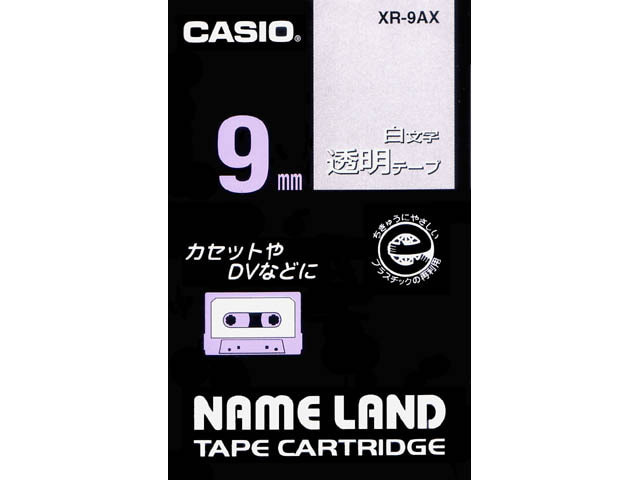 CASIO®
XR-9AX
白文字
透明テープ
9mm
ちきゅうにやさしい
プラスチックの再利用
カセットや
DVなどに
NAME LAND
TAPE CARTRIDGE